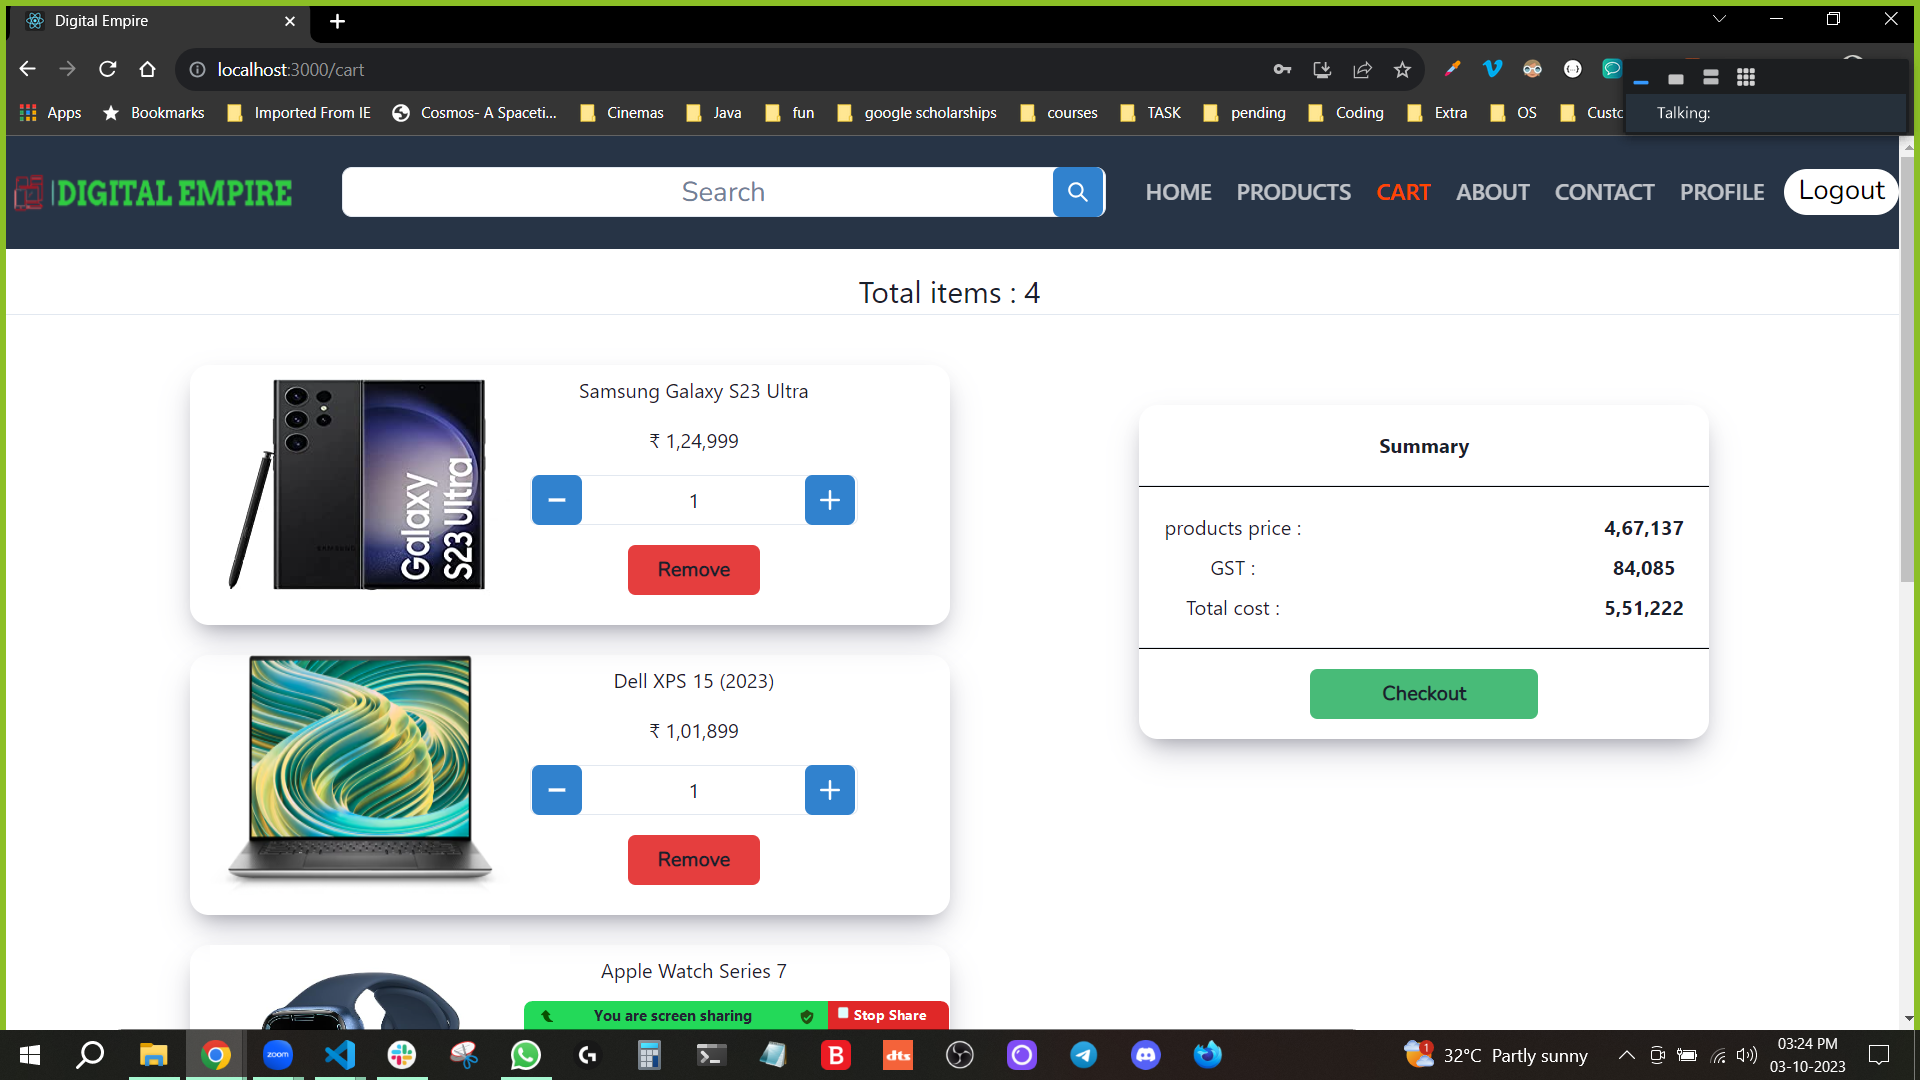 Digital Empire
localhost:3000/cart
Apps Bookmarks Imported From IE Cosmos- A Spaceti... Cinemas Java fun google scholarships courses TASK pending Coding Extra OS Custo
Talking:
DIGITAL EMPIRE Search HOME PRODUCTS CART ABOUT CONTACT PROFILE Logout
Total items : 4
Samsung Galaxy S23 Ultra
₹ 1,24,999
1
Remove
Galaxy
S23 Ultra
SAMSUNG
Summary
products price : 4,67,137
GST : 84,085
Total cost : 5,51,222
Checkout
Dell XPS 15 (2023)
₹ 1,01,899
1
Remove
Apple Watch Series 7
You are screen sharing Stop Share
zoom
B
dts
1
32°C Partly sunny
03:24 PM
03-10-2023